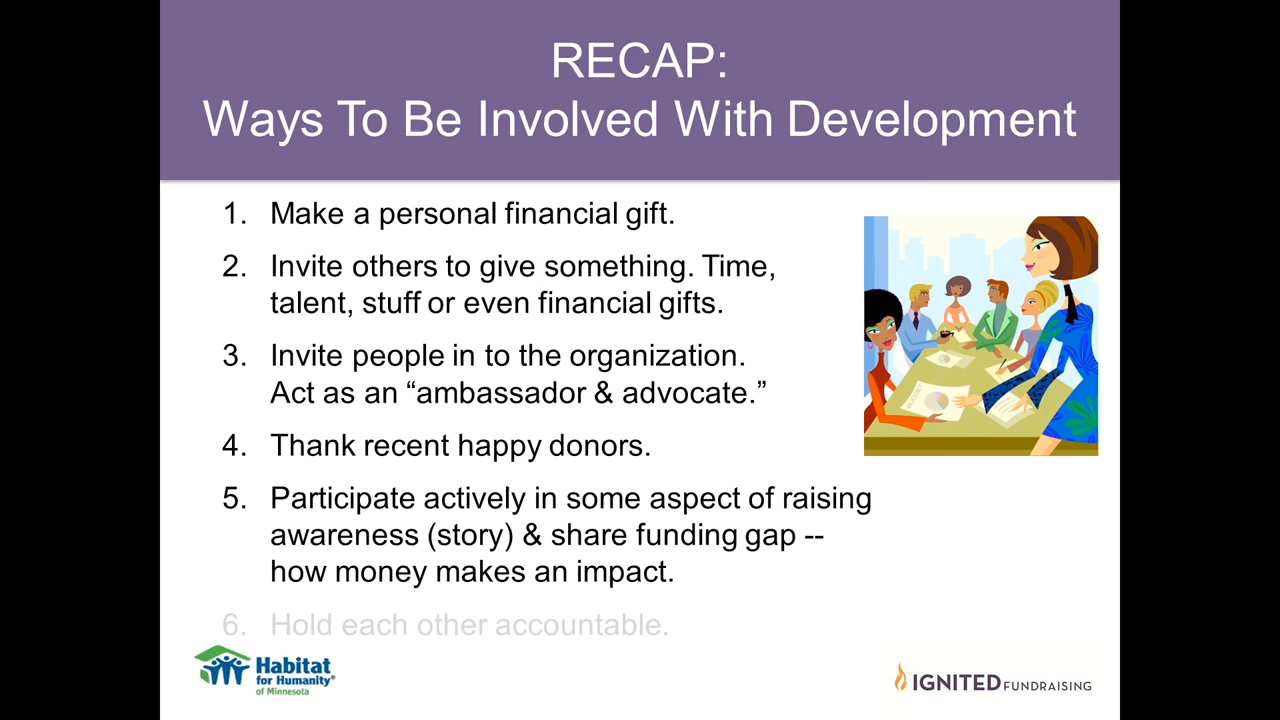 RECAP:
Ways To Be Involved With Development
1. Make a personal financial gift.
2. Invite others to give something. Time,
talent, stuff or even financial gifts.
3. Invite people in to the organization.
Act as an “ambassador & advocate.”
4. Thank recent happy donors.
5. Participate actively in some aspect of raising
awareness (story) & share funding gap --
how money makes an impact.
6. Hold each other accountable.
Habitat
for Humanity®
of Minnesota
IGNITED FUNDRAISING